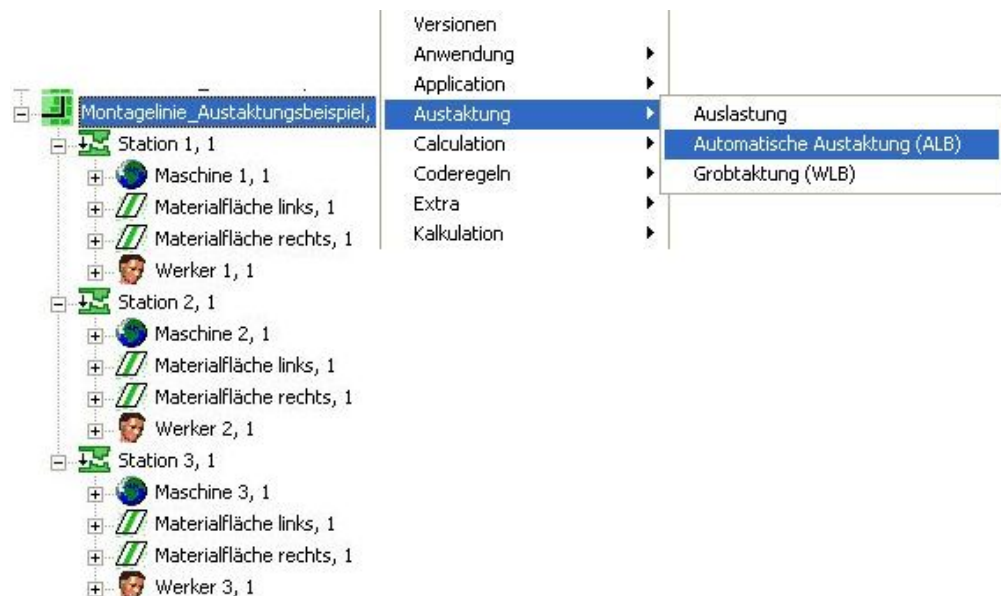 Montagelinie_Austaktungsbeispiel,
Station 1, 1
Maschine 1, 1
Materialfläche links, 1
Materialfläche rechts, 1
Werker 1, 1
Station 2, 1
Maschine 2, 1
Materialfläche links, 1
Materialfläche rechts, 1
Werker 2, 1
Station 3, 1
Maschine 3, 1
Materialfläche links, 1
Materialfläche rechts, 1
Werker 3, 1
Versionen
Anwendung
Application
Austaktung
Calculation
Coderegeln
Extra
Kalkulation
Auslastung
Automatische Austaktung (ALB)
Grobtaktung (WLB)